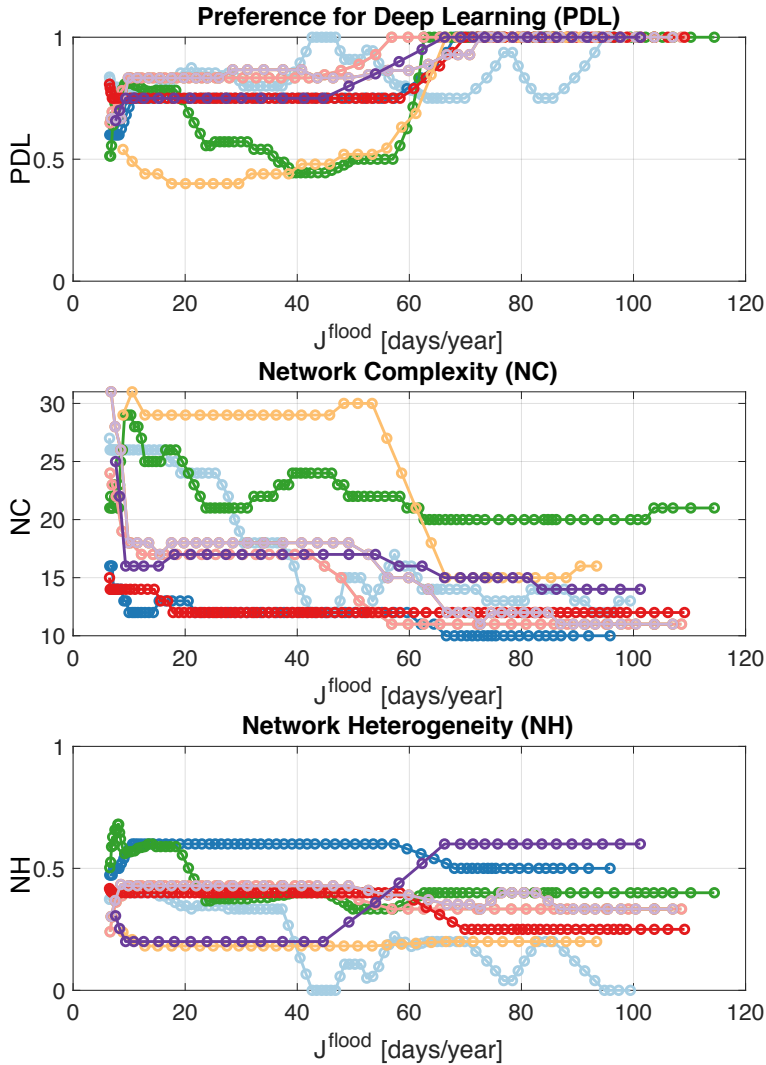 Preference for Deep Learning (PDL)
1
0.5
0
PDL
0 20 40 60 80 100 120
J^flood [days/year]
Network Complexity (NC)
30
25
20
15
10
NC
0 20 40 60 80 100 120
J^flood [days/year]
Network Heterogeneity (NH)
1
0.5
0
NH
0 20 40 60 80 100 120
J^flood [days/year]